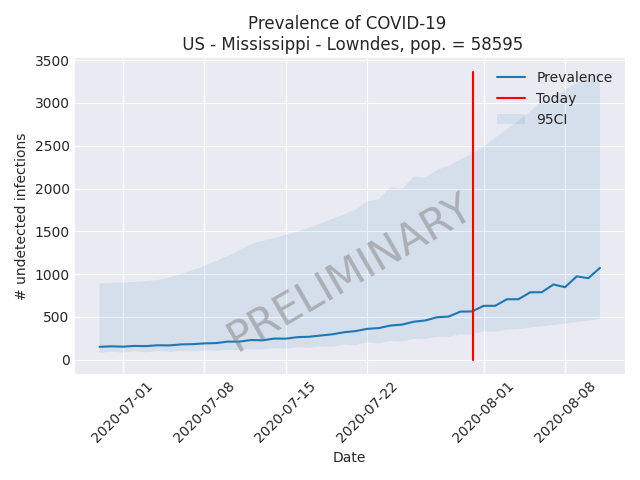 Prevalence of COVID-19
US - Mississippi - Lowndes, pop. = 58595
3500
3000
2500
2000
1500
1000
500
0
# undetected infections
Prevalence
Today
95CI
PRELIMINARY
2020-07-01
2020-07-08
2020-07-15
2020-07-22
2020-08-01
2020-08-08
Date